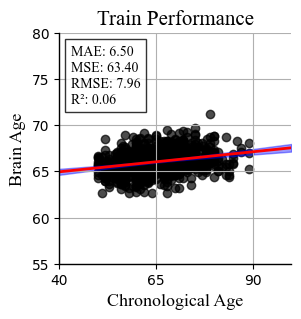 Train Performance
MAE: 6.50
MSE: 63.40
RMSE: 7.96
R²: 0.06
Brain Age
80
75
70
65
60
55
40
65
90
Chronological Age